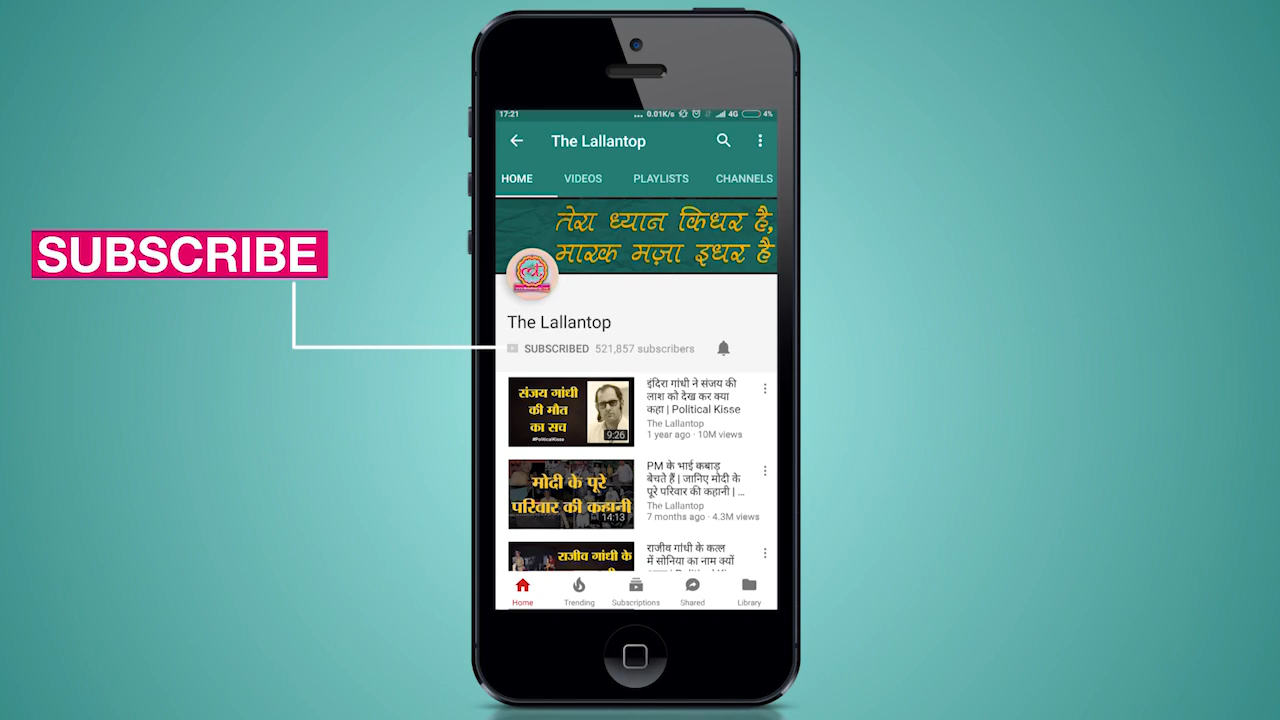 17:21
... 0.01K/s 4G 4%
The Lallantop
HOME VIDEOS PLAYLISTS CHANNELS
तेरा ध्यान किधर है,
मारक मज़ा इधर है
SUBSCRIBE
The Lallantop
SUBSCRIBED 521,857 subscribers
संजय गांधी
की मौत
का सच
#PoliticalKisse
9:26
इंदिरा गांधी ने संजय की
लाश को देख कर क्या
कहा | Political Kisse
The Lallantop
1 year ago · 10M views
मोदी के पूरे
परिवार की कहानी
14:13
PM के भाई कबाड़
बेचते हैं | जानिए मोदी के
पूरे परिवार की कहानी | ...
The Lallantop
7 months ago · 4.3M views
राजीव गांधी के
राजीव गांधी के कत्ल
में सोनिया का नाम क्यों
Home Trending Subscriptions Shared Library